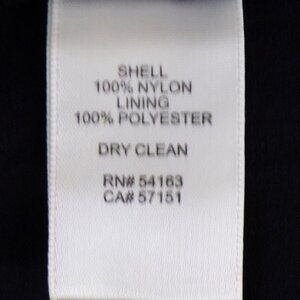 SHELL
100% NYLON
LINING
100% POLYESTER
DRY CLEAN
RN# 54163
CA# 57151